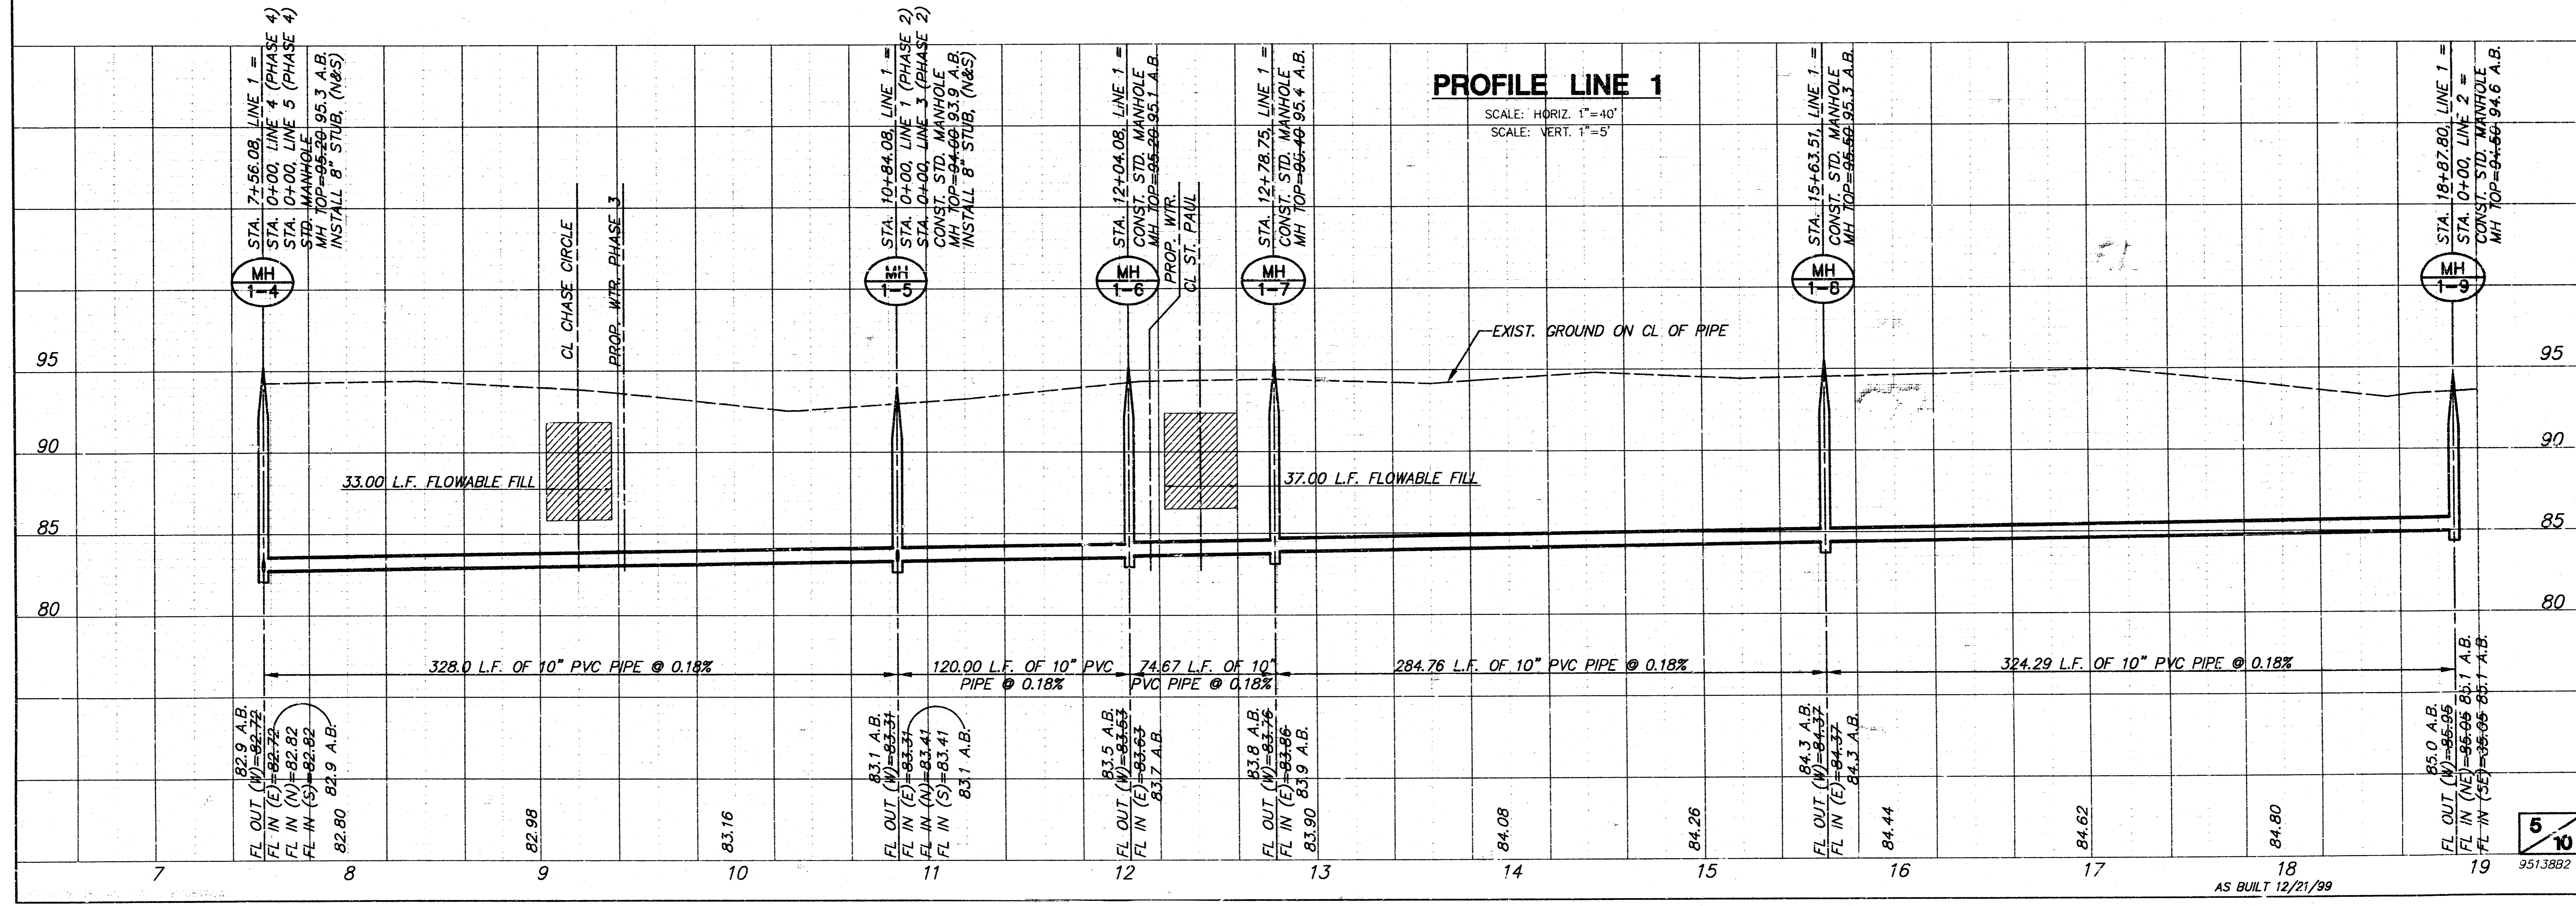 PROFILE LINE 1
SCALE: HORIZ. 1"=40'
SCALE: VERT. 1"=5'
STA. 7+56.08, LINE 1 =
STA. 0+00, LINE 4 (PHASE 4)
STA. 0+00, LINE 5 (PHASE 4)
STD. MANHOLE
MH TOP=95.20 95.3 A.B.
INSTALL 8" STUB, (N&S)
MH
1-4
CL CHASE CIRCLE
PROP. WTR. PHASE 3
STA. 10+84.08, LINE 1 =
STA. 0+00, LINE 1 (PHASE 2)
STA. 0+00, LINE 3 (PHASE 2)
CONST. STD. MANHOLE
MH TOP=94.00 93.9 A.B.
INSTALL 8" STUB, (N&S)
MH
1-5
STA. 12+04.08, LINE 1 =
CONST. STD. MANHOLE
MH TOP=95.20 95.1 A.B.
MH
1-6
PROP. WTR.
CL ST. PAUL
STA. 12+78.75, LINE 1 =
CONST. STD. MANHOLE
MH TOP=95.40 95.4 A.B.
MH
1-7
STA. 15+63.51, LINE 1 =
CONST. STD. MANHOLE
MH TOP=95.50 95.3 A.B.
MH
1-8
STA. 18+87.80, LINE 1 =
STA. 0+00, LINE 2 =
CONST. STD. MANHOLE
MH TOP=94.50 94.6 A.B.
MH
1-9
EXIST. GROUND ON CL OF PIPE
95
95
90
90
33.00 L.F. FLOWABLE FILL
37.00 L.F. FLOWABLE FILL
85
85
80
80
328.0 L.F. OF 10" PVC PIPE @ 0.18%
120.00 L.F. OF 10" PVC
PIPE @ 0.18%
74.67 L.F. OF 10"
PVC PIPE @ 0.18%
284.76 L.F. OF 10" PVC PIPE @ 0.18%
324.29 L.F. OF 10" PVC PIPE @ 0.18%
82.9 A.B.
FL OUT (W)=82.72
FL IN (E)=82.72
FL IN (N)=82.82
FL IN (S)=82.82
82.9 A.B.
82.80
82.98
83.16
83.1 A.B.
FL OUT (W)=83.31
FL IN (E)=83.31
FL IN (N)=83.41
FL IN (S)=83.41
83.1 A.B.
83.5 A.B.
FL OUT (W)=83.53
FL IN (E)=83.63
83.7 A.B.
83.8 A.B.
FL OUT (W)=83.76
FL IN (E)=83.86
83.9 A.B.
83.90
84.08
84.26
84.3 A.B.
FL OUT (W)=84.37
FL IN (E)=84.37
84.3 A.B.
84.44
84.62
84.80
85.0 A.B.
FL OUT (W)=85.95
FL IN (NE)=85.05 85.1 A.B.
FL IN (SE)=35.05 85.1 A.B.
7
8
9
10
11
12
13
14
15
16
17
18
19
5
10
95138B2
AS BUILT 12/21/99